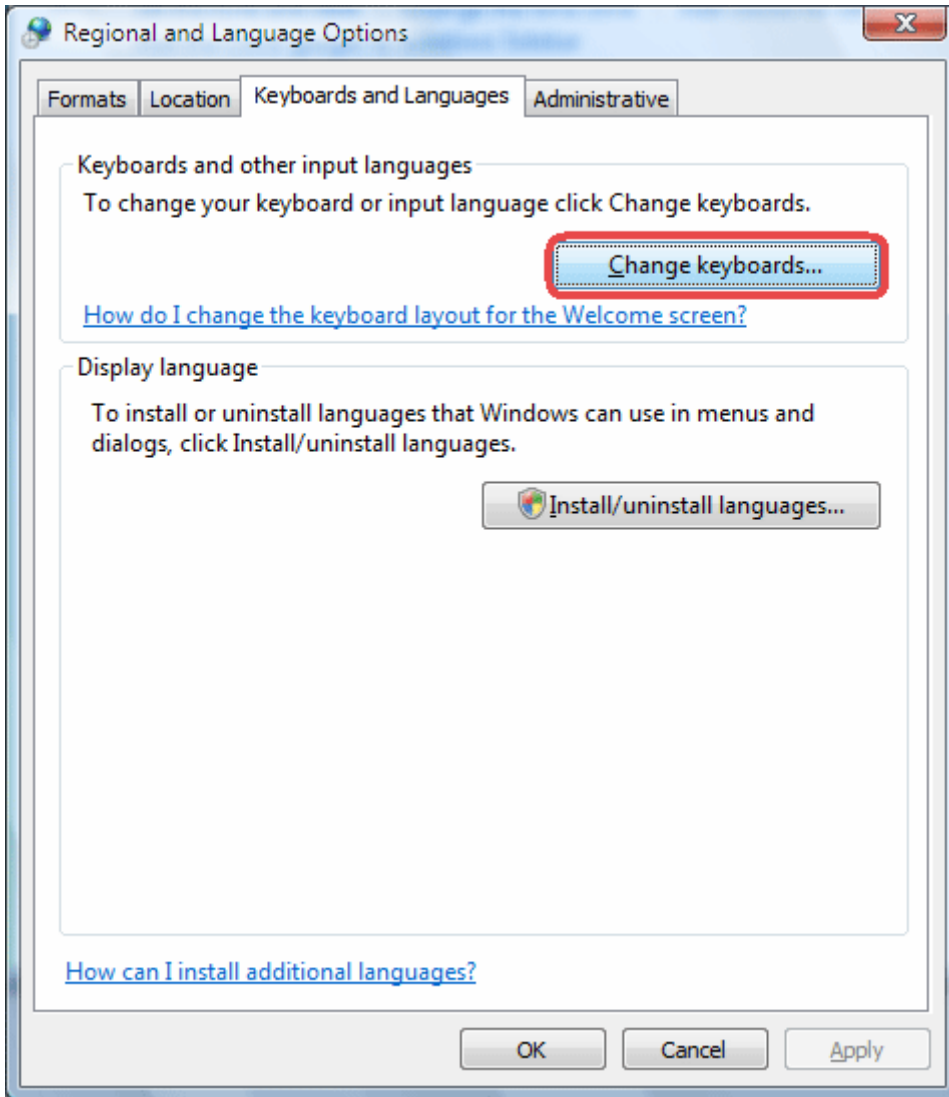 Regional and Language Options
Formats Location Keyboards and Languages Administrative
Keyboards and other input languages
To change your keyboard or input language click Change keyboards.
Change keyboards...
How do I change the keyboard layout for the Welcome screen?
Display language
To install or uninstall languages that Windows can use in menus and
dialogs, click Install/uninstall languages.
Install/uninstall languages...
How can I install additional languages?
OK Cancel Apply